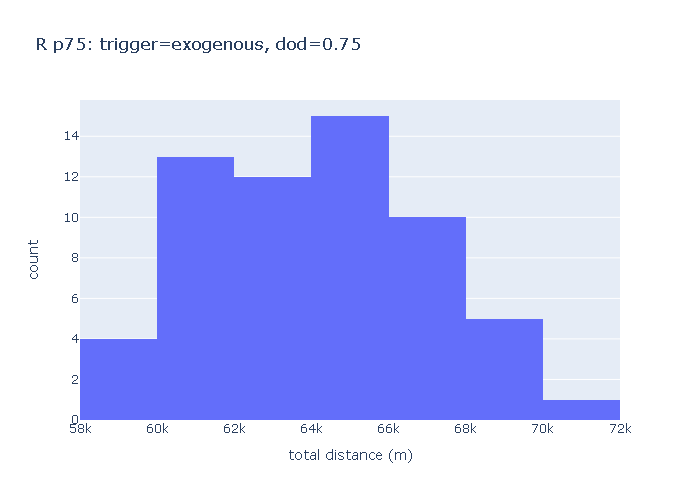 R p75: trigger=exogenous, dod=0.75
14
12
10
8
6
4
2
0
count
58k 60k 62k 64k 66k 68k 70k 72k
total distance (m)